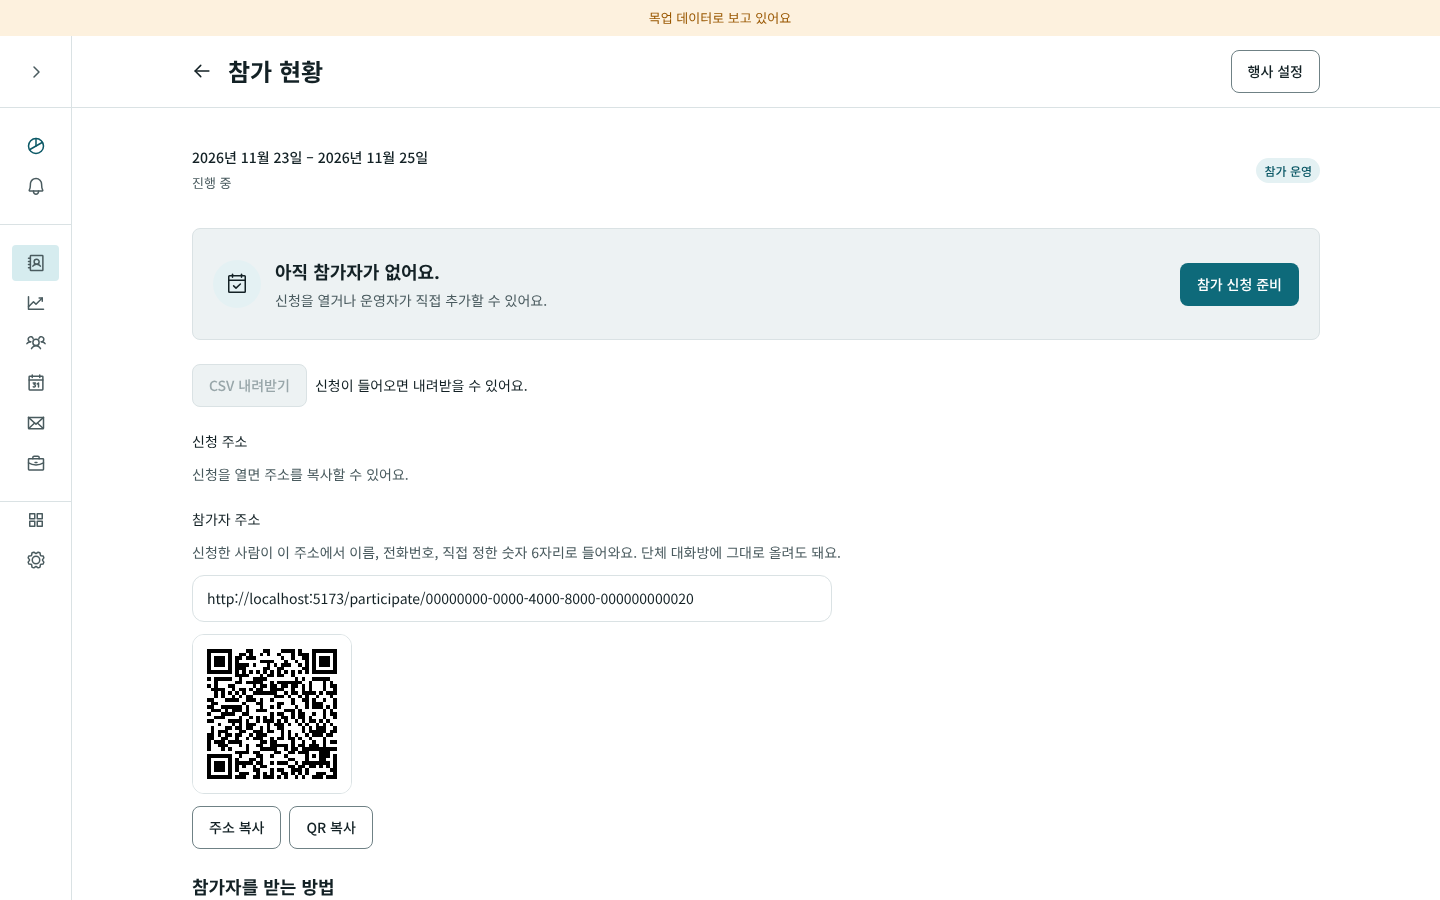 목업 데이터로 보고 있어요
참가 현황
행사 설정
2026년 11월 23일 – 2026년 11월 25일
진행 중
참가 운영
아직 참가자가 없어요.
신청을 열거나 운영자가 직접 추가할 수 있어요.
참가 신청 준비
CSV 내려받기
신청이 들어오면 내려받을 수 있어요.
신청 주소
신청을 열면 주소를 복사할 수 있어요.
참가자 주소
신청한 사람이 이 주소에서 이름, 전화번호, 직접 정한 숫자 6자리로 들어와요. 단체 대화방에 그대로 올려도 돼요.
http://localhost:5173/participate/00000000-0000-4000-8000-000000000020
주소 복사
QR 복사
참가자를 받는 방법
31